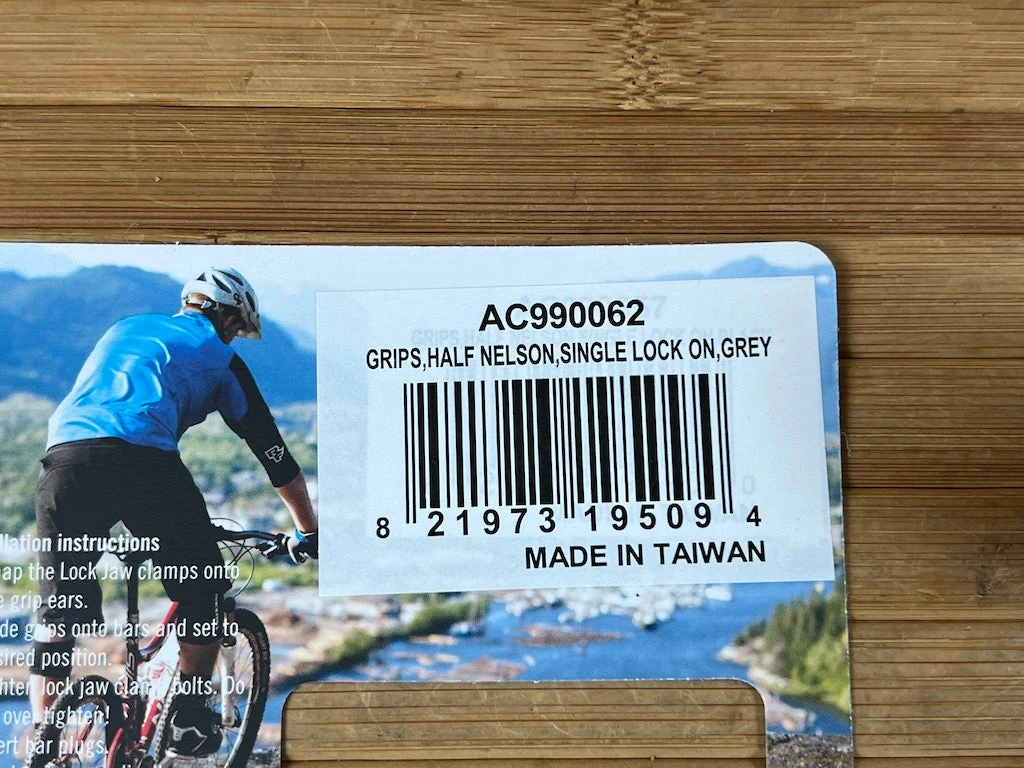 AC990062
GRIPS,HALF NELSON,SINGLE LOCK ON,GREY
8 21973 19509 4
MADE IN TAIWAN
llation instructions
ap the Lock Jaw clamps onto
e grip ears.
de grips onto bars and set to
sired position.
hten lock jaw clamp bolts. Do
over tighten!
ert bar plugs.